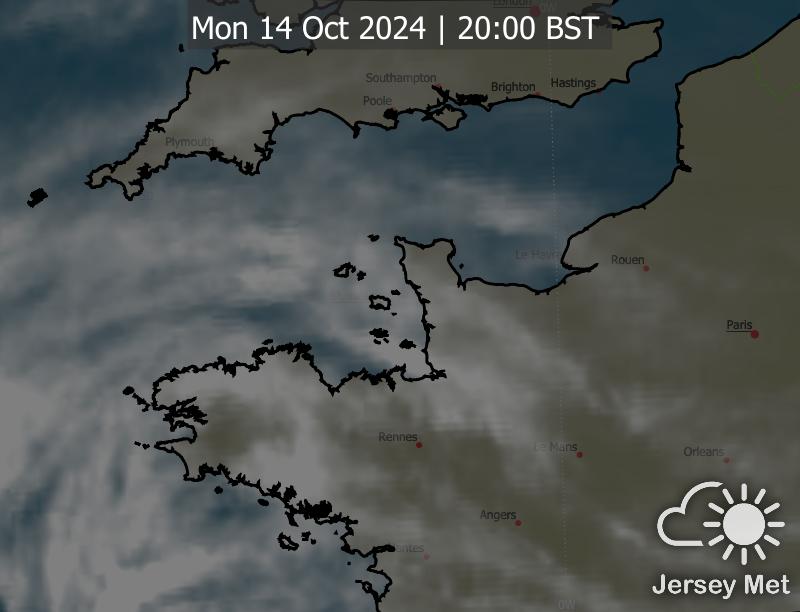 London
0W
Mon 14 Oct 2024 | 20:00 BST
Southampton
Brighton
Hastings
Poole
Plymouth
Le Havre
Rouen
Paris
Rennes
Le Mans
Orleans
Angers
Nantes
Jersey Met
0W